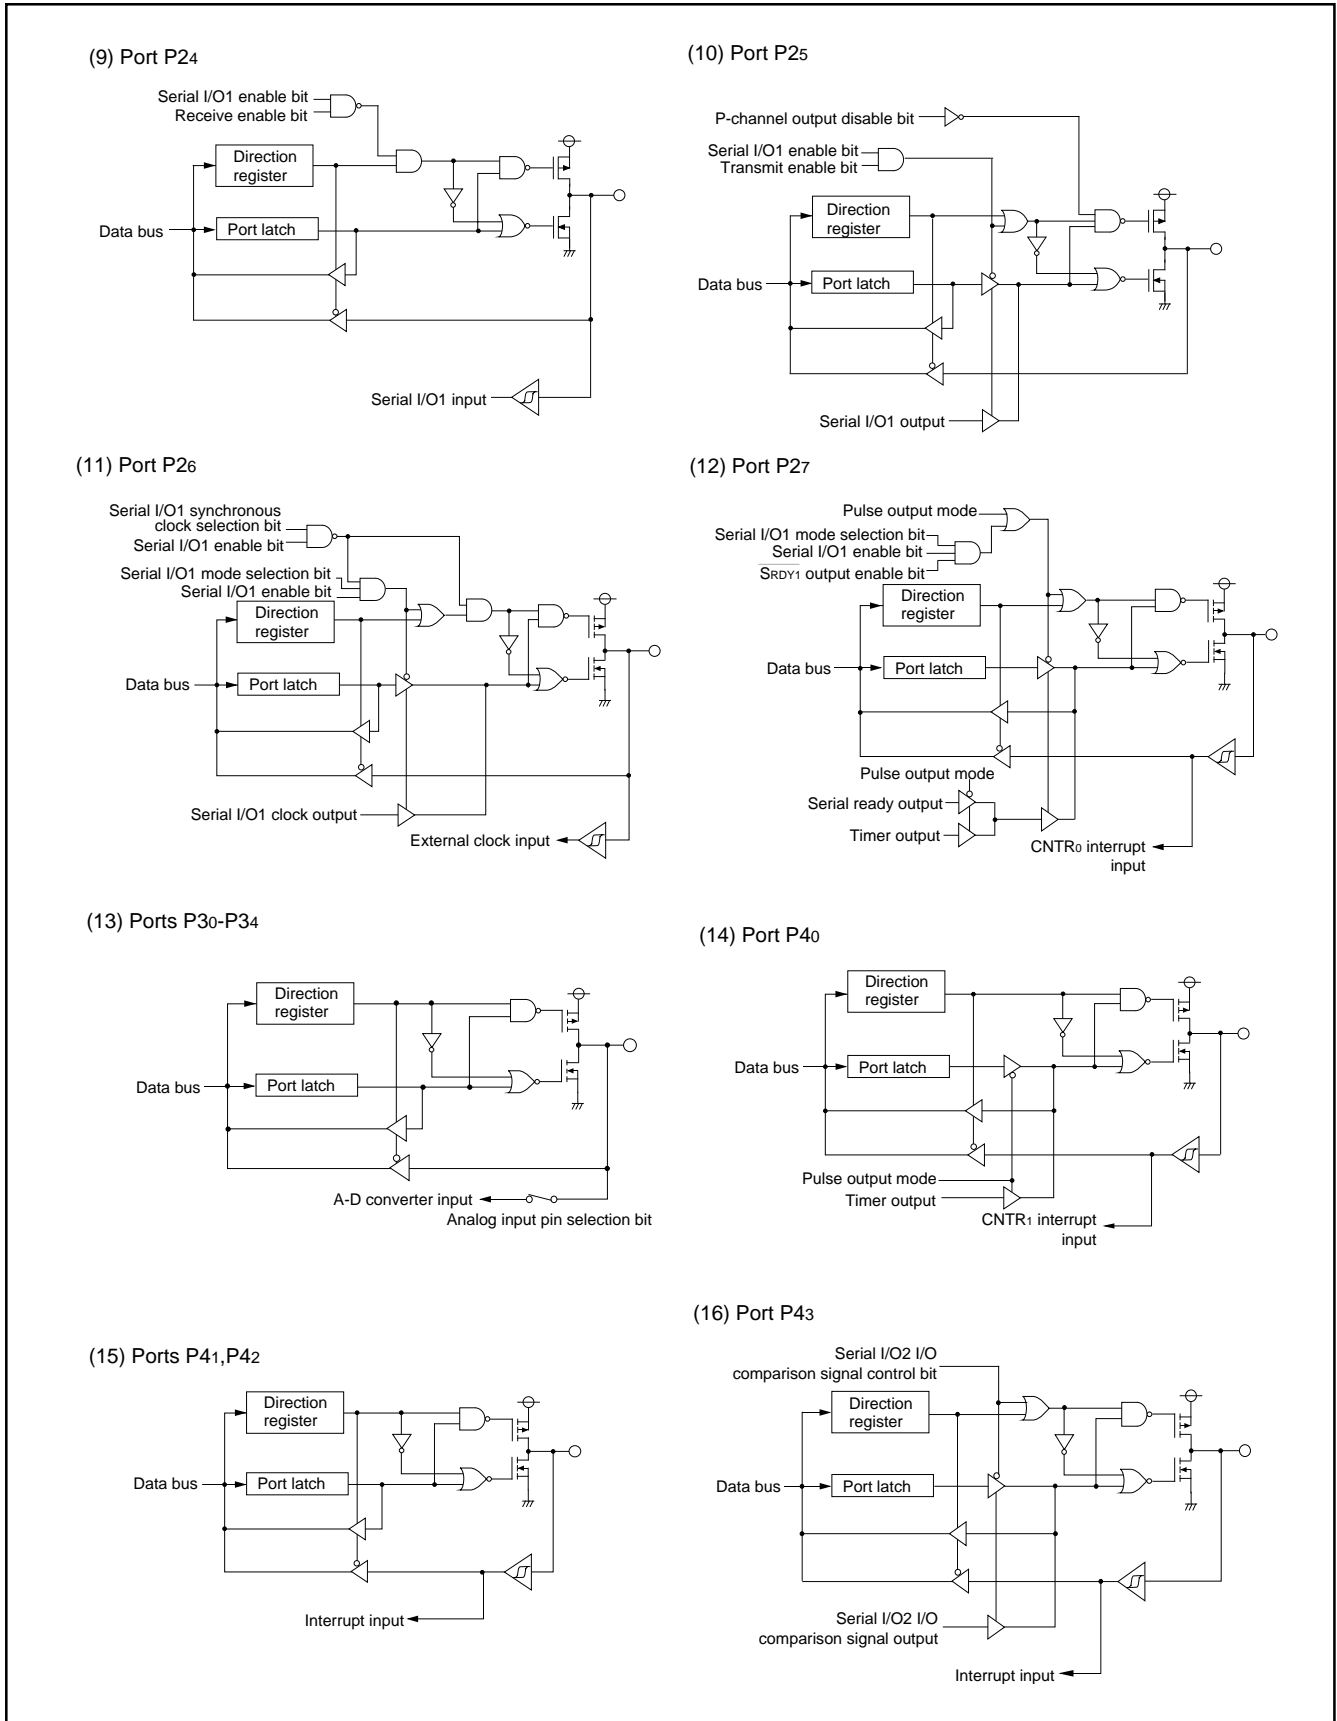 (9) Port P24
Serial I/O1 enable bit
Receive enable bit
Direction
register
Data bus
Port latch
Serial I/O1 input
(10) Port P25
P-channel output disable bit
Serial I/O1 enable bit
Transmit enable bit
Direction
register
Data bus
Port latch
Serial I/O1 output
(11) Port P26
Serial I/O1 synchronous
clock selection bit
Serial I/O1 enable bit
Serial I/O1 mode selection bit
Serial I/O1 enable bit
Direction
register
Data bus
Port latch
Serial I/O1 clock output
External clock input
(12) Port P27
Pulse output mode
Serial I/O1 mode selection bit
Serial I/O1 enable bit
SRDY1 output enable bit
Direction
register
Data bus
Port latch
Pulse output mode
Serial ready output
Timer output
CNTR0 interrupt
input
(13) Ports P30-P34
Direction
register
Data bus
Port latch
A-D converter input
Analog input pin selection bit
(14) Port P40
Direction
register
Data bus
Port latch
Pulse output mode
Timer output
CNTR1 interrupt
input
(15) Ports P41,P42
Direction
register
Data bus
Port latch
Interrupt input
(16) Port P43
Serial I/O2 I/O
comparison signal control bit
Direction
register
Data bus
Port latch
Serial I/O2 I/O
comparison signal output
Interrupt input